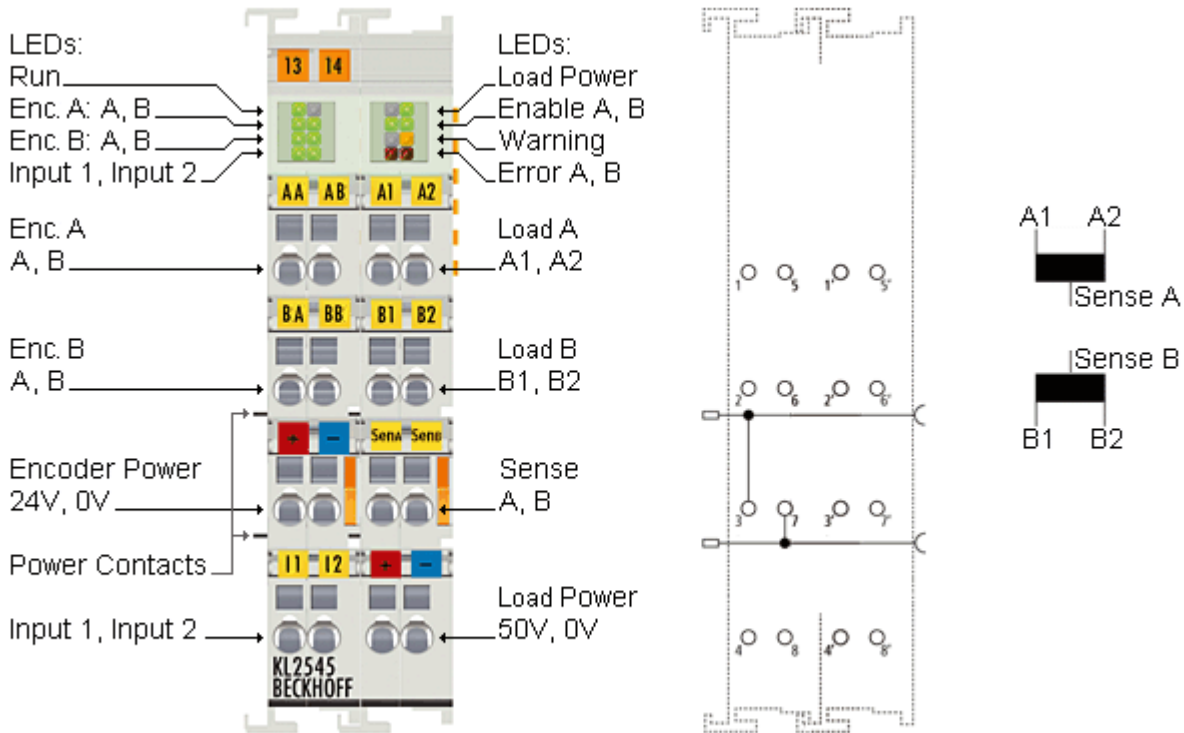 LEDs:
Run
Enc. A: A, B
Enc. B: A, B
Input 1, Input 2
Enc. A
A, B
Enc. B
A, B
Encoder Power
24V, 0V
Power Contacts
Input 1, Input 2
13 14
AA AB A1 A2
BA BB B1 B2
+ − SenA SenB
I1 I2 + −
KL2545
BECKHOFF
LEDs:
Load Power
Enable A, B
Warning
Error A, B
Load A
A1, A2
Load B
B1, B2
Sense
A, B
Load Power
50V, 0V
1 5 1' 5'
2 6 2' 6'
3 7 3' 7'
4 8 4' 8'
A1 A2
Sense A
Sense B
B1 B2